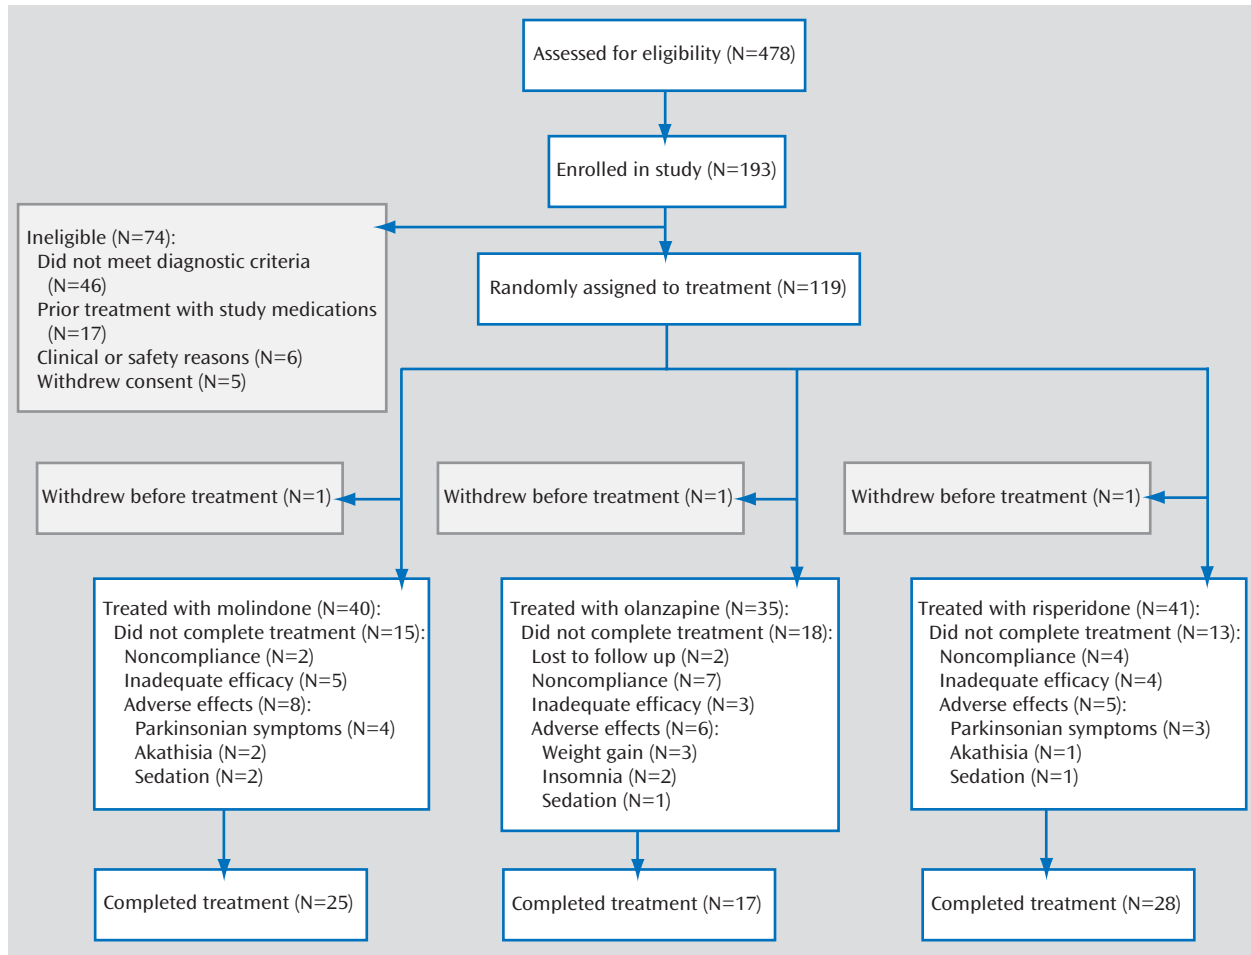 Assessed for eligibility (N=478)
Enrolled in study (N=193)
Ineligible (N=74):
Did not meet diagnostic criteria
(N=46)
Prior treatment with study medications
(N=17)
Clinical or safety reasons (N=6)
Withdrew consent (N=5)
Randomly assigned to treatment (N=119)
Withdrew before treatment (N=1)
Withdrew before treatment (N=1)
Withdrew before treatment (N=1)
Treated with molindone (N=40):
Did not complete treatment (N=15):
Noncompliance (N=2)
Inadequate efficacy (N=5)
Adverse effects (N=8):
Parkinsonian symptoms (N=4)
Akathisia (N=2)
Sedation (N=2)
Treated with olanzapine (N=35):
Did not complete treatment (N=18):
Lost to follow up (N=2)
Noncompliance (N=7)
Inadequate efficacy (N=3)
Adverse effects (N=6):
Weight gain (N=3)
Insomnia (N=2)
Sedation (N=1)
Treated with risperidone (N=41):
Did not complete treatment (N=13):
Noncompliance (N=4)
Inadequate efficacy (N=4)
Adverse effects (N=5):
Parkinsonian symptoms (N=3)
Akathisia (N=1)
Sedation (N=1)
Completed treatment (N=25)
Completed treatment (N=17)
Completed treatment (N=28)